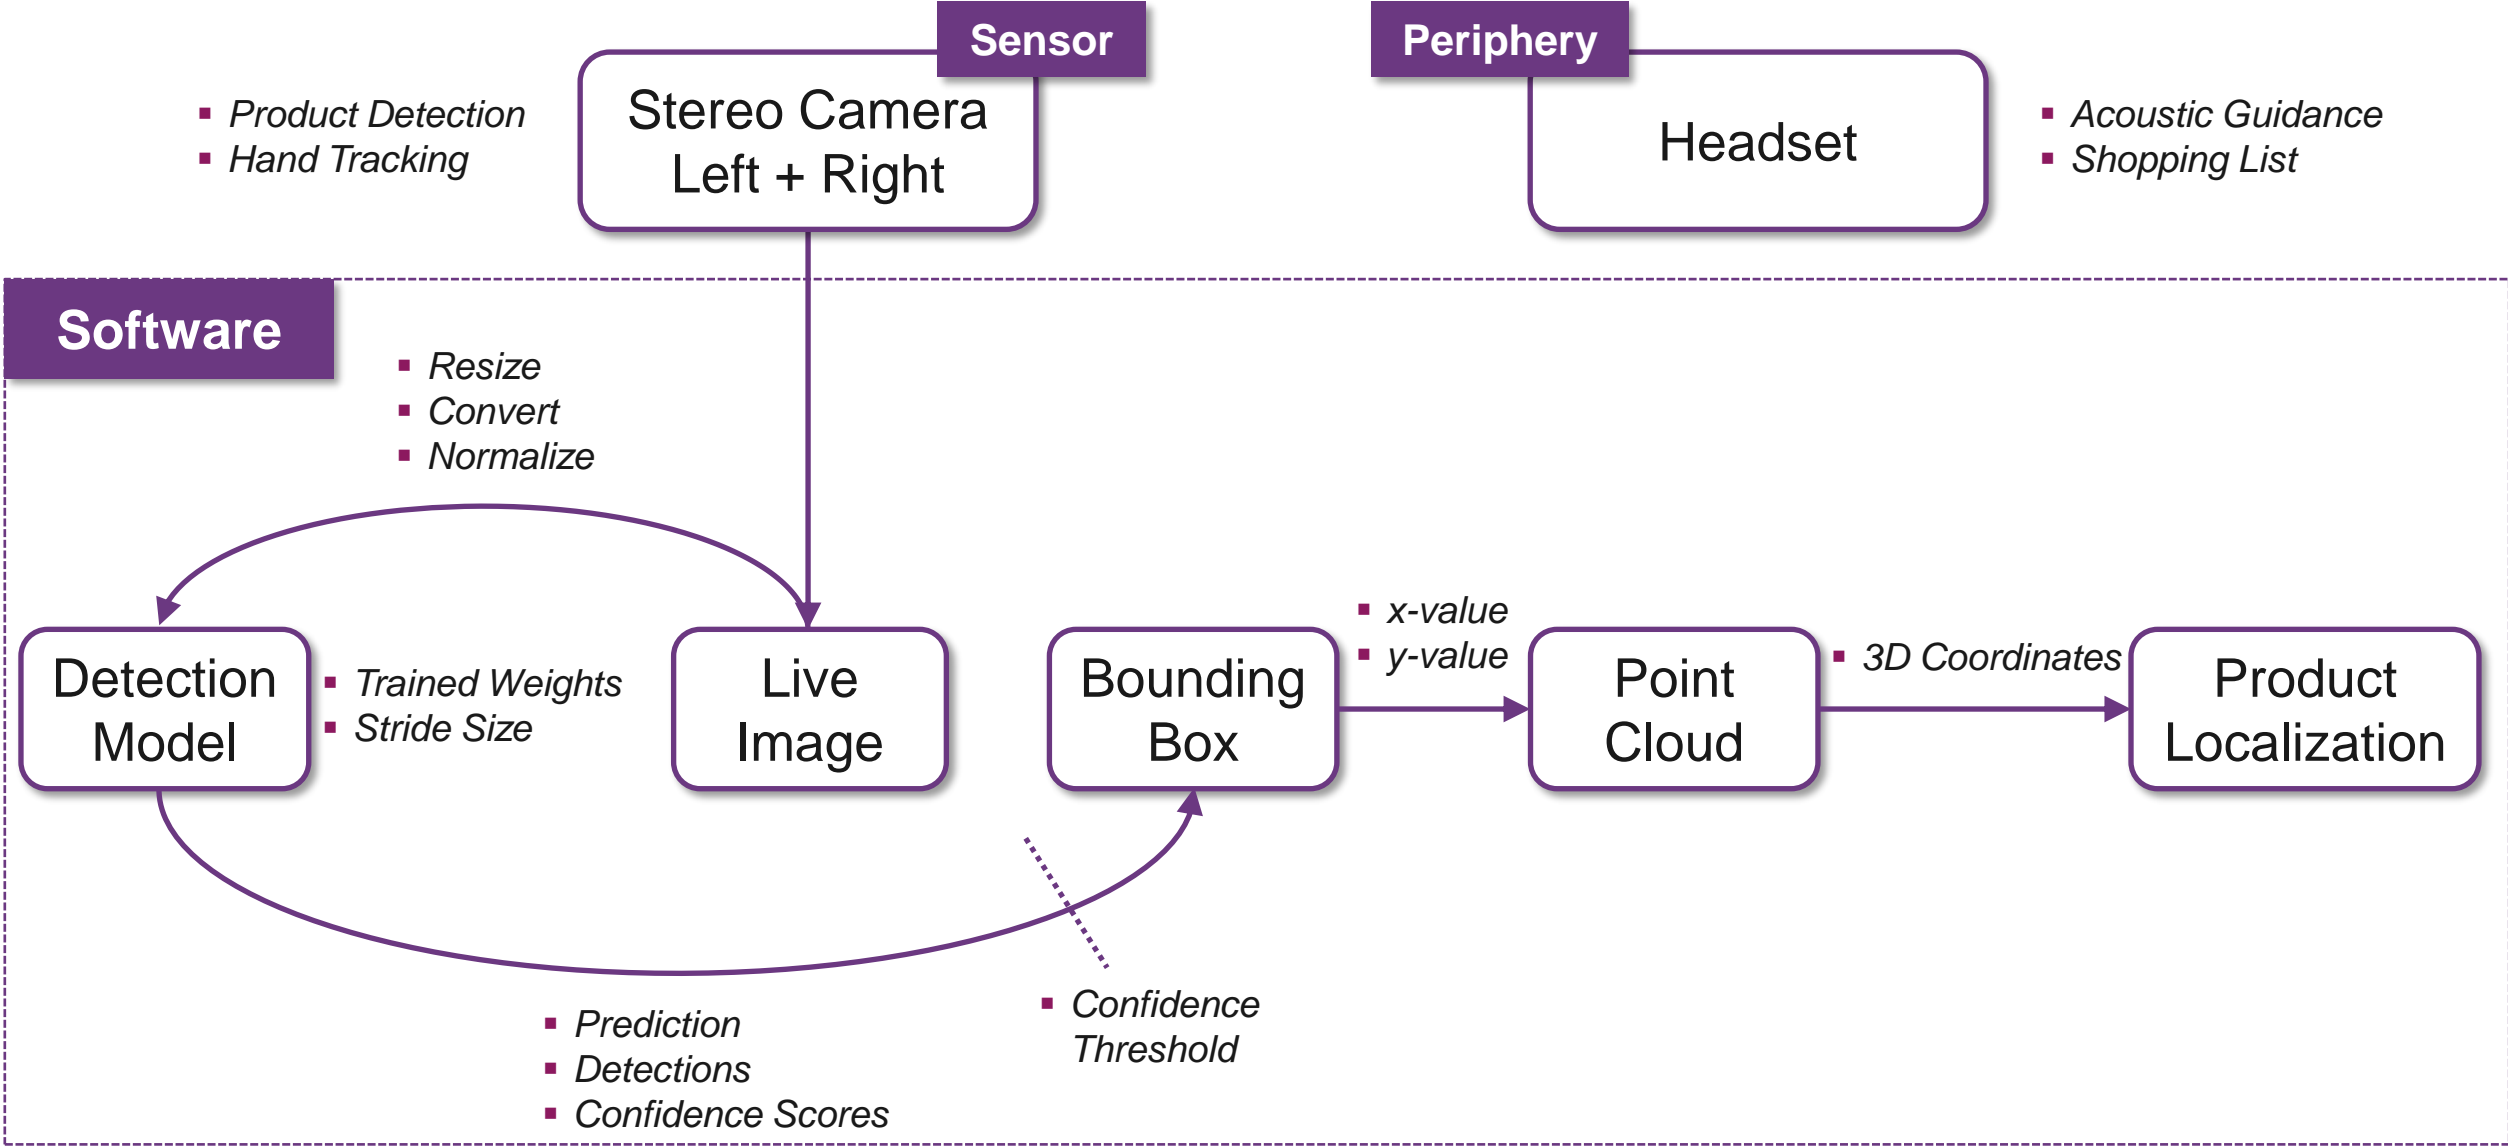 Sensor
Periphery
Product Detection
Hand Tracking
Stereo Camera
Left + Right
Headset
Acoustic Guidance
Shopping List
Software
Resize
Convert
Normalize
Detection
Model
Trained Weights
Stride Size
Live
Image
Bounding
Box
x-value
y-value
Point
Cloud
3D Coordinates
Product
Localization
Prediction
Detections
Confidence Scores
Confidence
Threshold